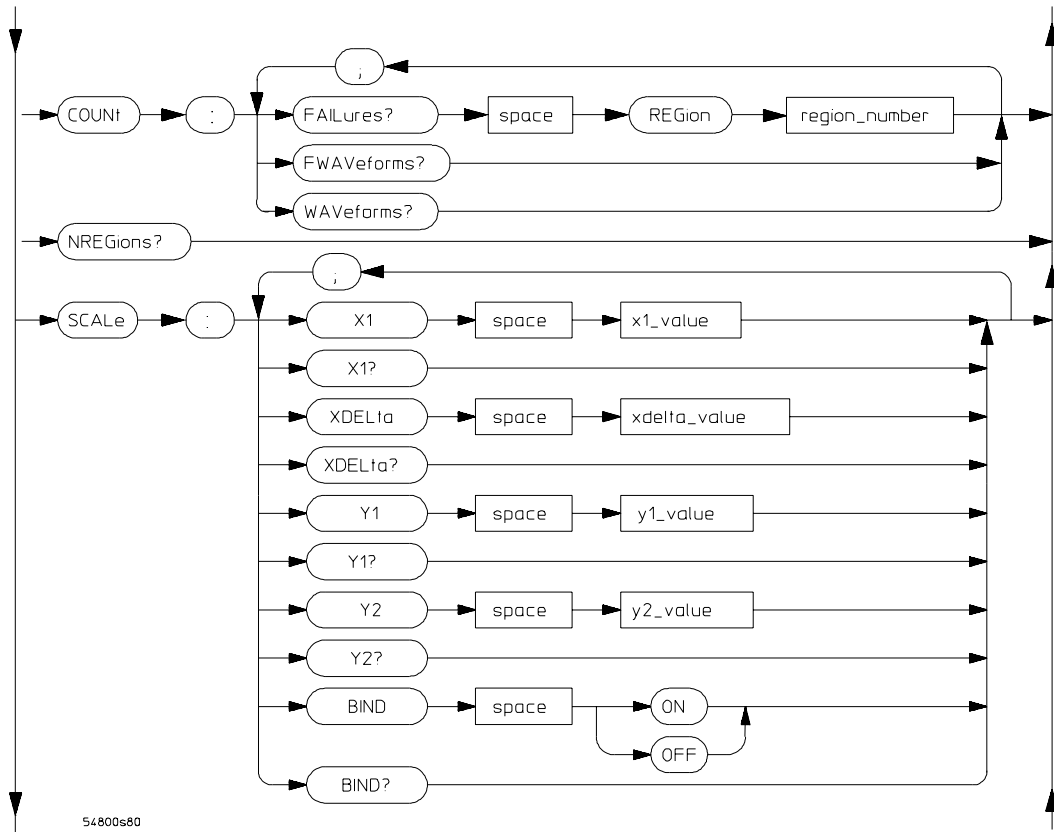 ;
COUNt : FAILures? space REGion region_number
FWAVeforms?
WAVeforms?
NREGions?
;
SCALe : X1 space x1_value
X1?
XDELta space xdelta_value
XDELta?
Y1 space y1_value
Y1?
Y2 space y2_value
Y2?
BIND space ON
OFF
BIND?
54800s80